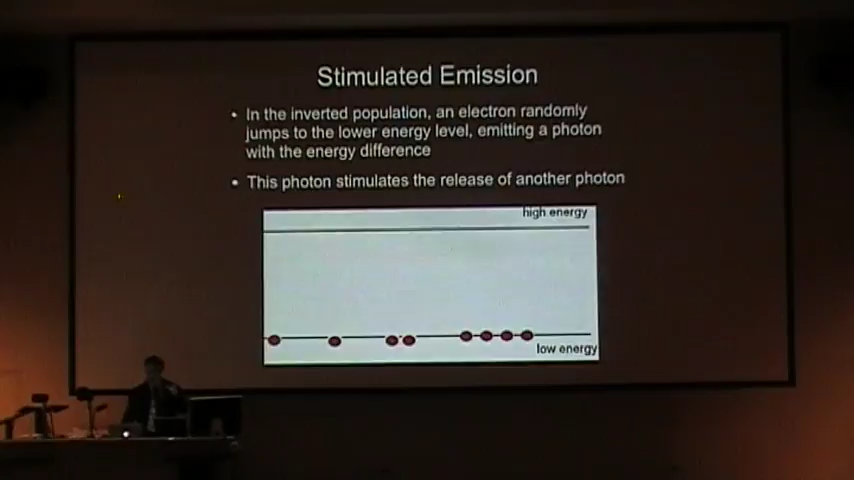 Stimulated Emission
• In the inverted population, an electron randomly
jumps to the lower energy level, emitting a photon
with the energy difference
• This photon stimulates the release of another photon
high energy
low energy